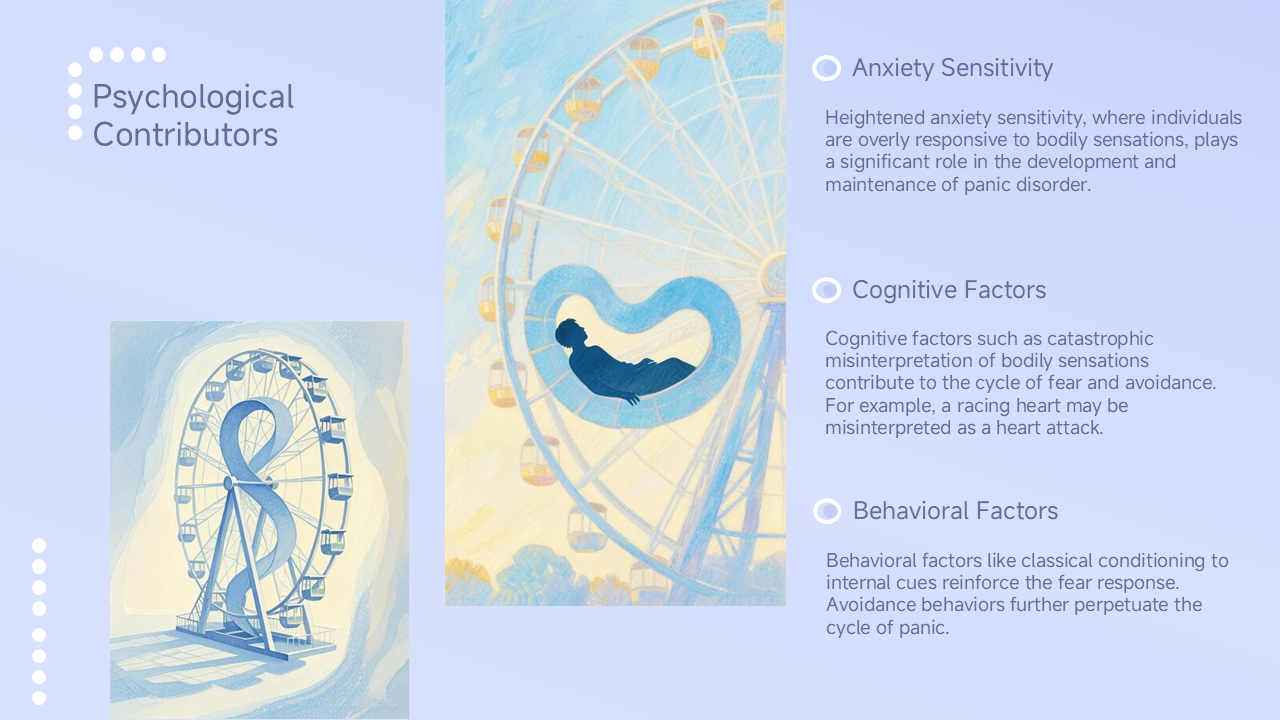 Psychological
Contributors
Anxiety Sensitivity
Heightened anxiety sensitivity, where individuals
are overly responsive to bodily sensations, plays
a significant role in the development and
maintenance of panic disorder.
Cognitive Factors
Cognitive factors such as catastrophic
misinterpretation of bodily sensations
contribute to the cycle of fear and avoidance.
For example, a racing heart may be
misinterpreted as a heart attack.
Behavioral Factors
Behavioral factors like classical conditioning to
internal cues reinforce the fear response.
Avoidance behaviors further perpetuate the
cycle of panic.